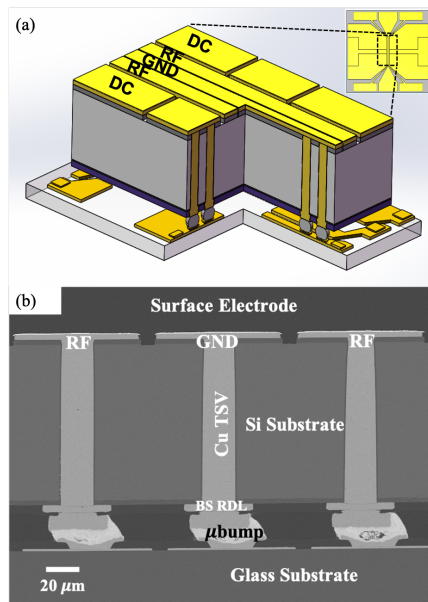 (a)
DC
RF
GND
RF
DC
(b)
Surface Electrode
RF
GND
RF
Cu TSV
Si Substrate
BS RDL
μbump
20 μm
Glass Substrate